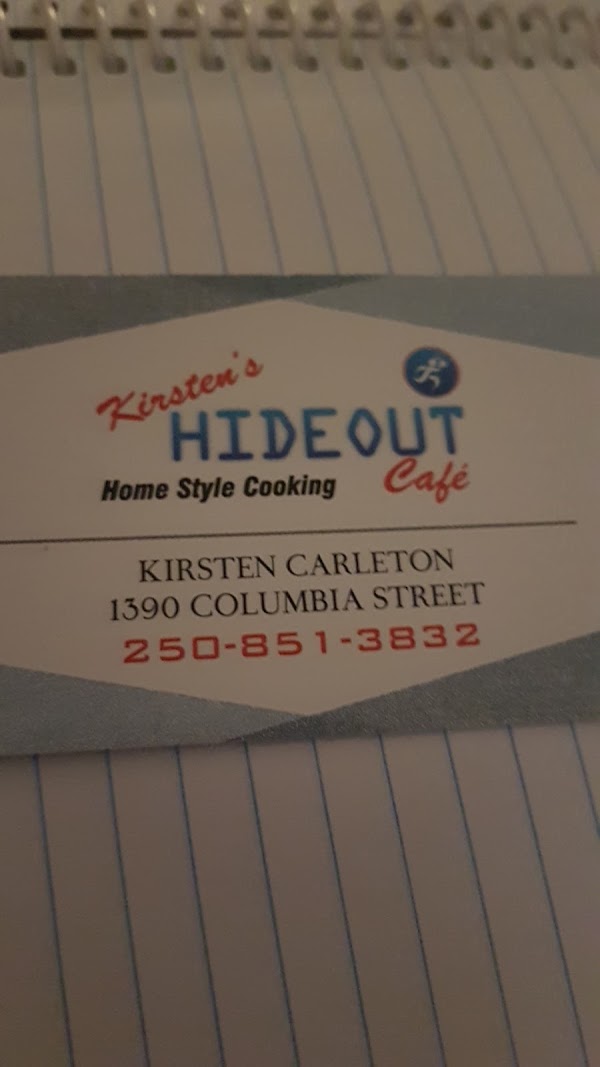 Kirsten's
HIDEOUT
Home Style Cooking Café
KIRSTEN CARLETON
1390 COLUMBIA STREET
250-851-3832